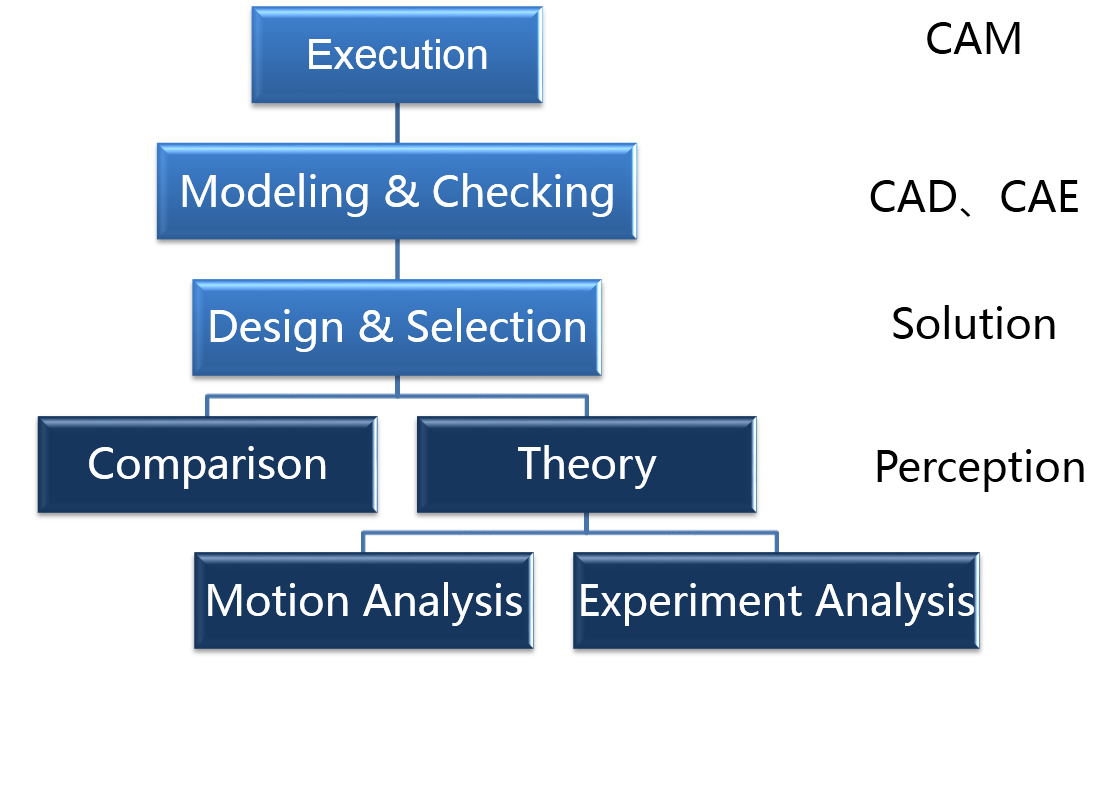 Execution
CAM
Modeling & Checking
CAD、CAE
Design & Selection
Solution
Comparison
Theory
Perception
Motion Analysis
Experiment Analysis